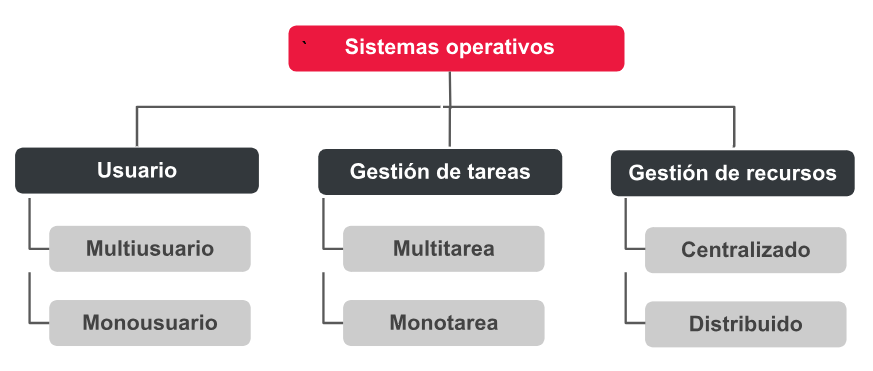 Sistemas operativos
Usuario
Gestión de tareas
Gestión de recursos
Multiusuario
Multitarea
Centralizado
Monousuario
Monotarea
Distribuido